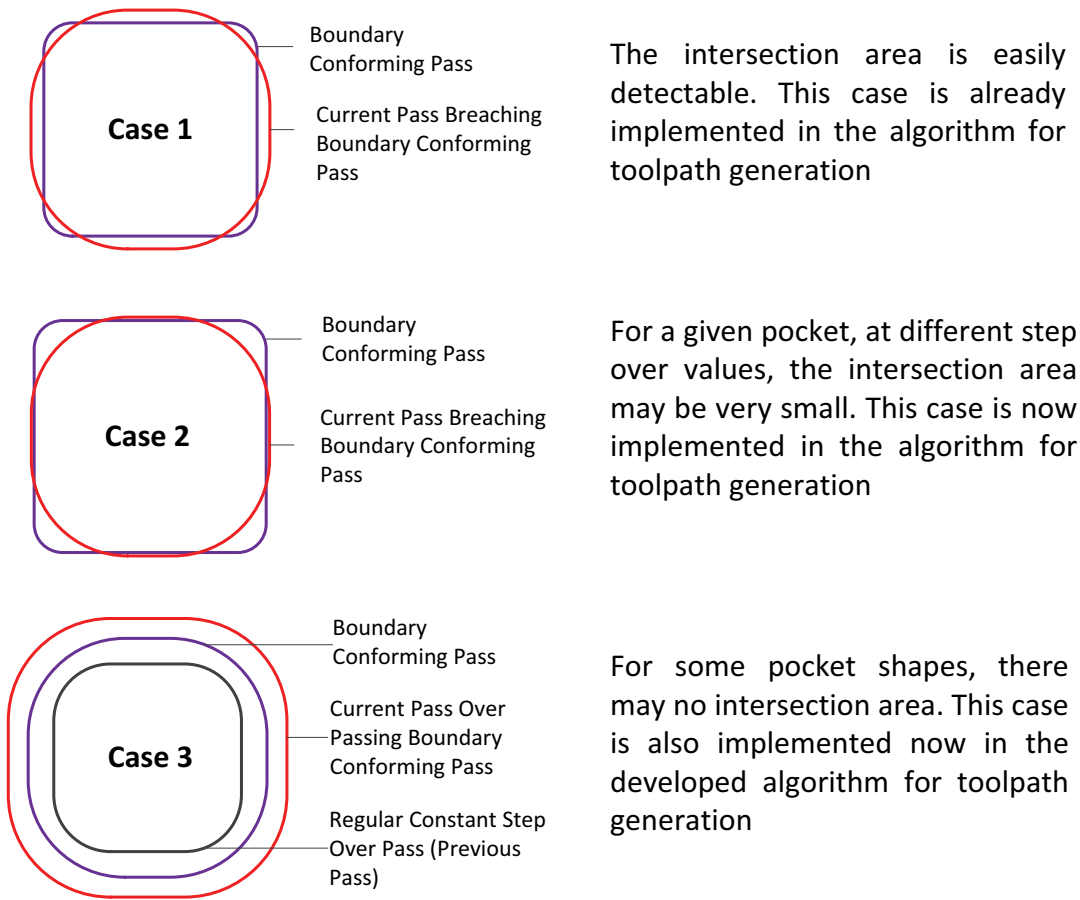 Boundary
Conforming Pass
Case 1
Current Pass Breaching
Boundary Conforming
Pass
The intersection area is easily
detectable. This case is already
implemented in the algorithm for
toolpath generation
Boundary
Conforming Pass
Case 2
Current Pass Breaching
Boundary Conforming
Pass
For a given pocket, at different step
over values, the intersection area
may be very small. This case is now
implemented in the algorithm for
toolpath generation
Boundary
Conforming Pass
Case 3
Current Pass Over
Passing Boundary
Conforming Pass
Regular Constant Step
Over Pass (Previous
Pass)
For some pocket shapes, there
may no intersection area. This case
is also implemented now in the
developed algorithm for toolpath
generation